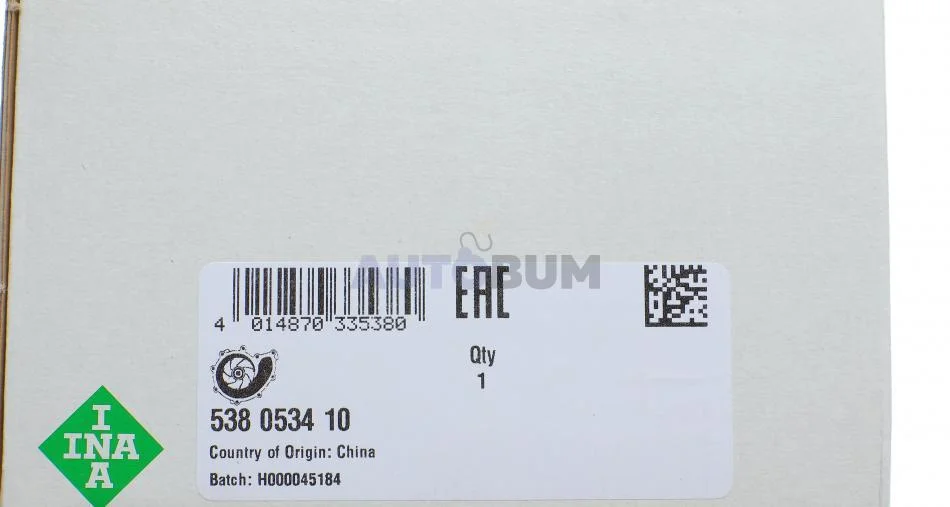 AUTOBUM
4 014870 335380
EAC
Qty
1
538 0534 10
Country of Origin: China
Batch: H000045184
I
INA
A